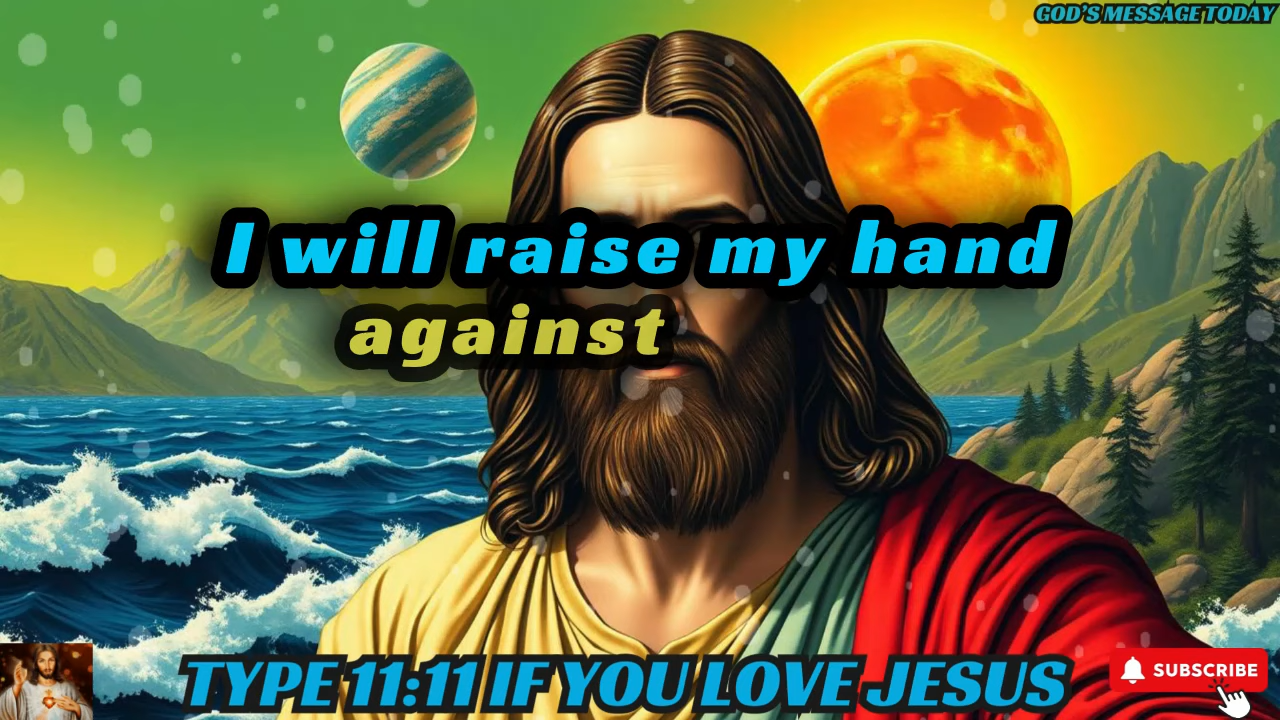 GOD'S MESSAGE TODAY
I will raise my hand
against
TYPE 11:11 IF YOU LOVE JESUS
SUBSCRIBE